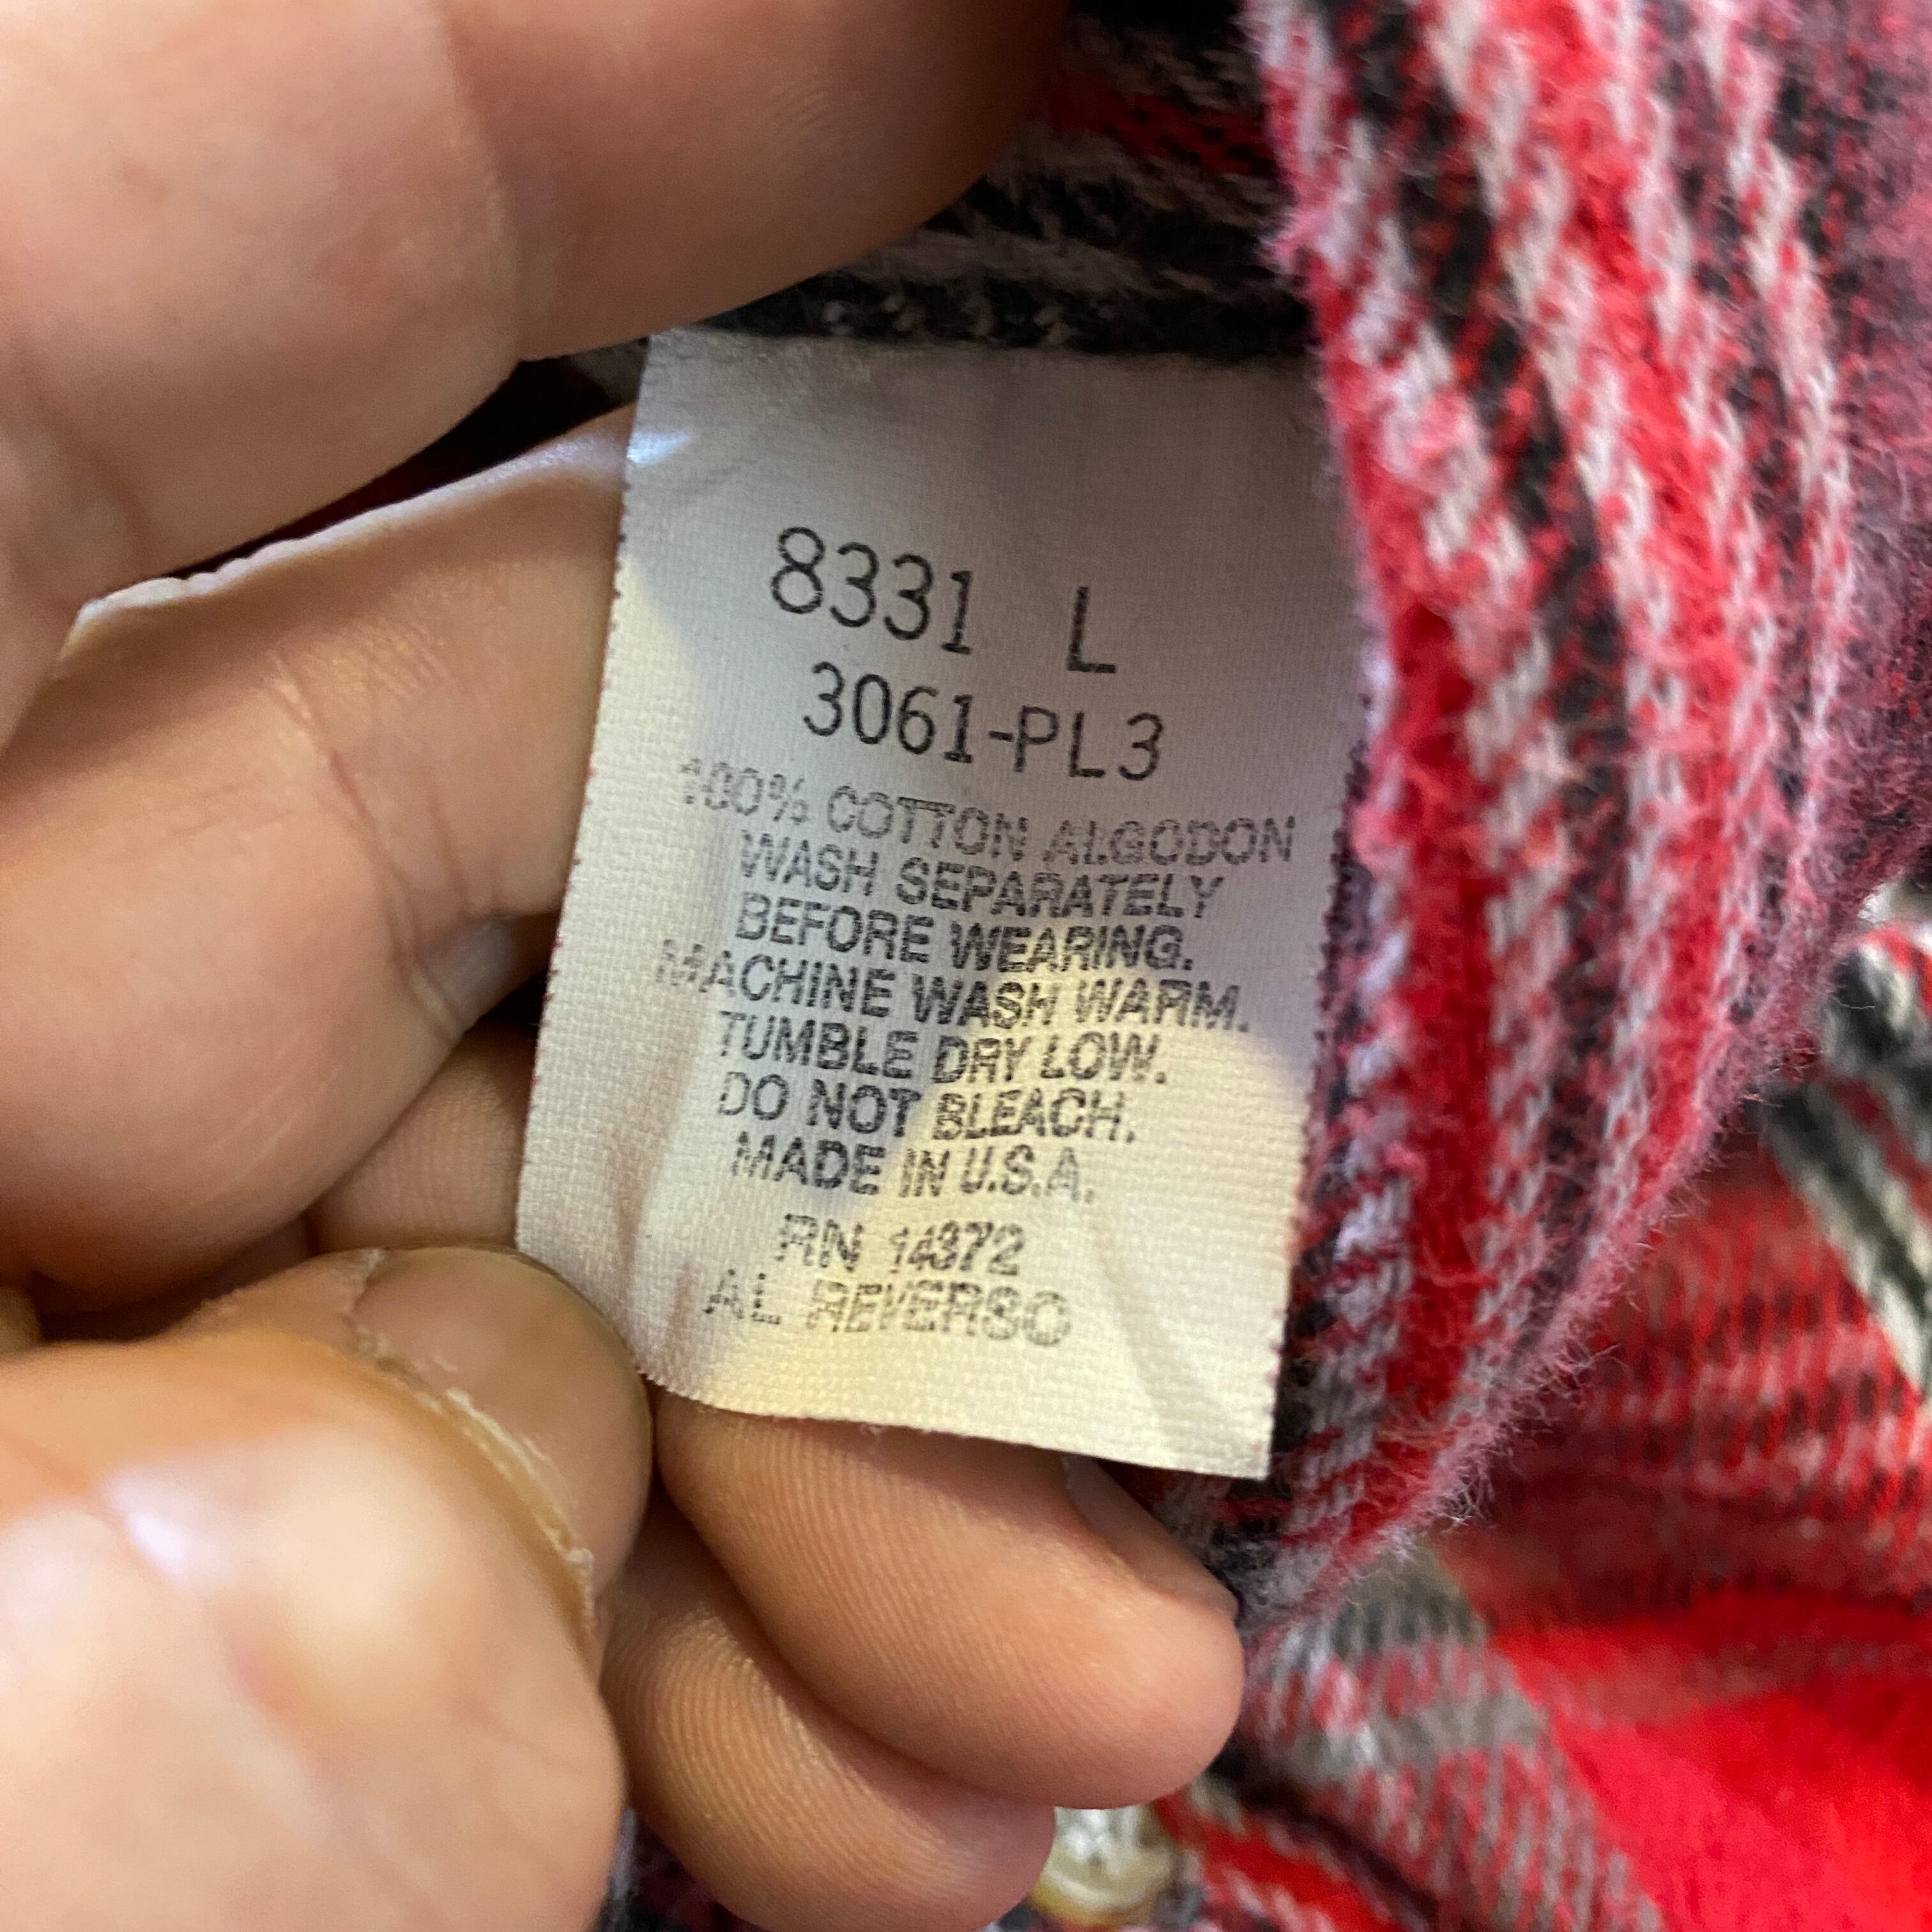 8331 L
3061-PL3
100% COTTON ALGODON
WASH SEPARATELY
BEFORE WEARING.
MACHINE WASH WARM.
TUMBLE DRY LOW.
DO NOT BLEACH.
MADE IN U.S.A.
RN 14372
AL REVERSO